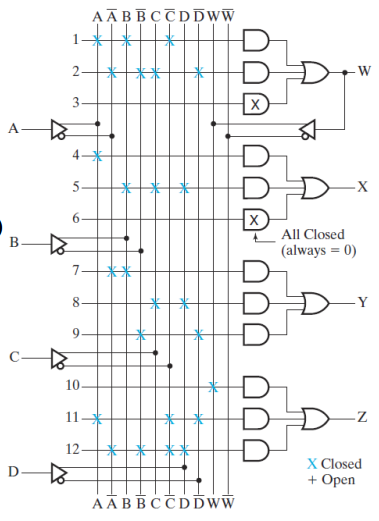 A A̅ B B̅ C C̅ D D̅ W W̅
1
2
W
3
X
A
4
5
X
6
X
All Closed
(always = 0)
B
7
8
Y
9
C
10
11
Z
12
X Closed
+ Open
D
A A̅ B B̅ C C̅ D D̅ W W̅